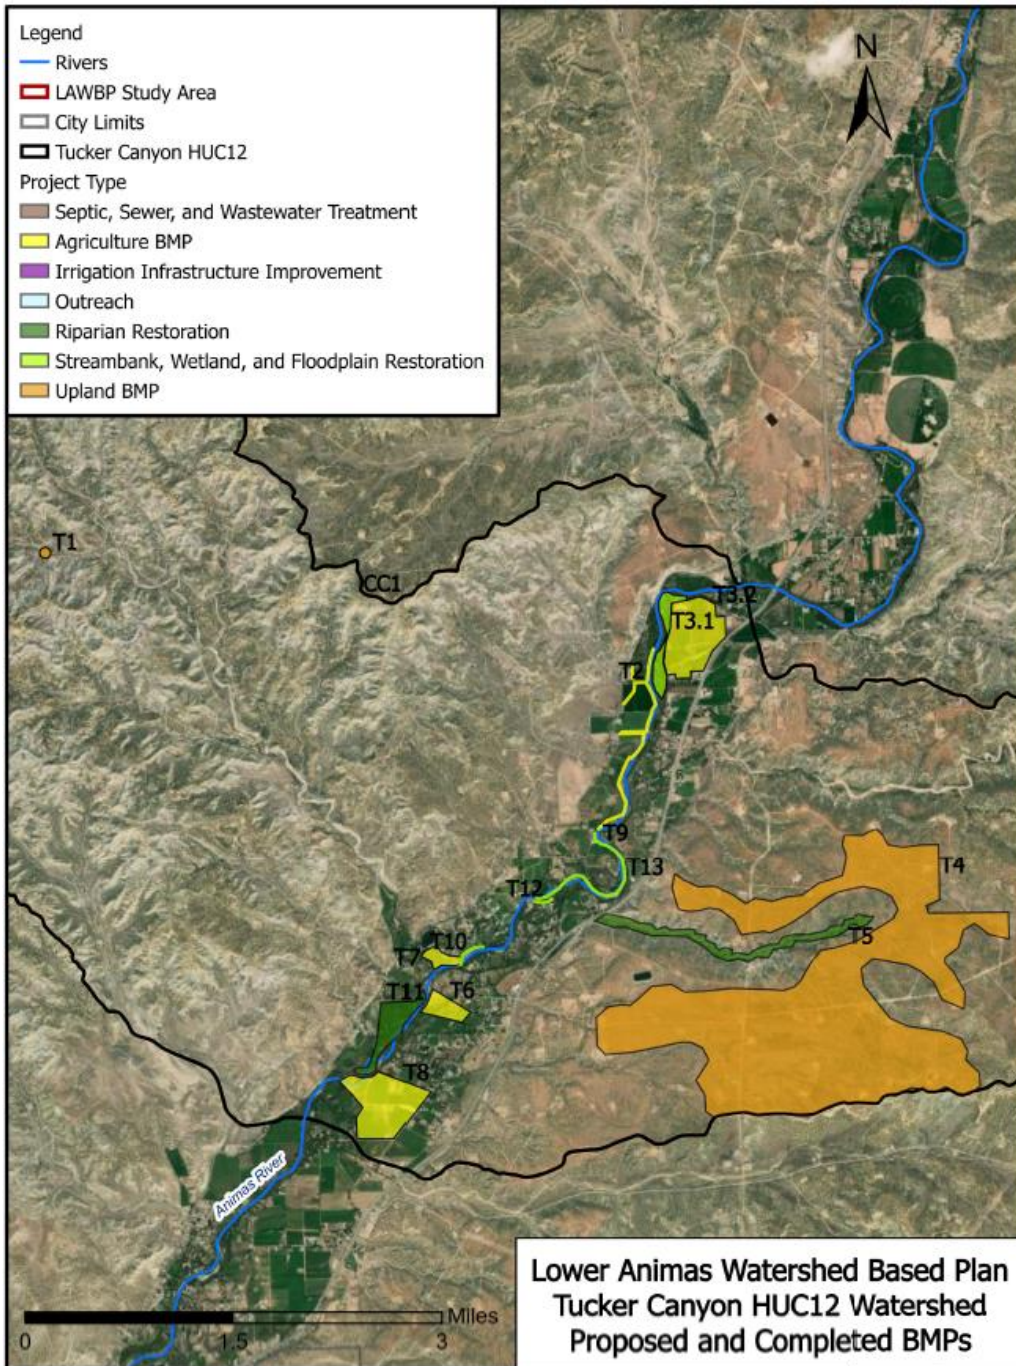 Legend
Rivers
LAWBP Study Area
City Limits
Tucker Canyon HUC12
Project Type
Septic, Sewer, and Wastewater Treatment
Agriculture BMP
Irrigation Infrastructure Improvement
Outreach
Riparian Restoration
Streambank, Wetland, and Floodplain Restoration
Upland BMP
N
T1
CC1
T3.2
T3.1
T2
T9
T13
T4
T12
T5
T10
T7
T11
T6
T8
Animas River
Miles
0 1.5 3
Lower Animas Watershed Based Plan
Tucker Canyon HUC12 Watershed
Proposed and Completed BMPs